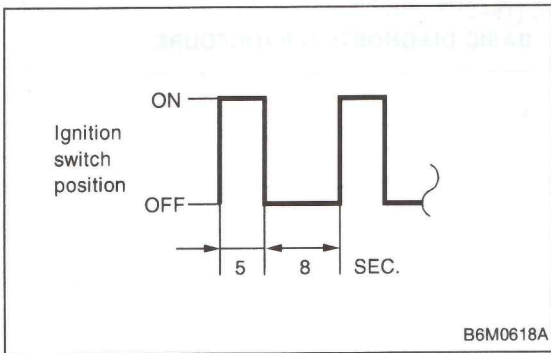 ON
Ignition
switch
position
OFF
5 8 SEC.
B6M0618A